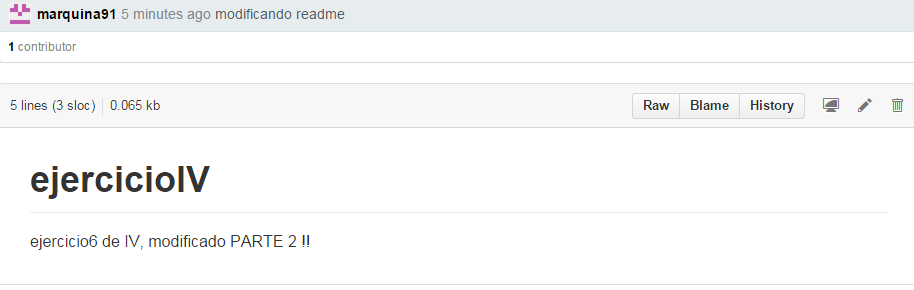 marquina91 5 minutes ago modificando readme
1 contributor
5 lines (3 sloc) 0.065 kb Raw Blame History
ejercicioIV
ejercicio6 de IV, modificado PARTE 2 !!